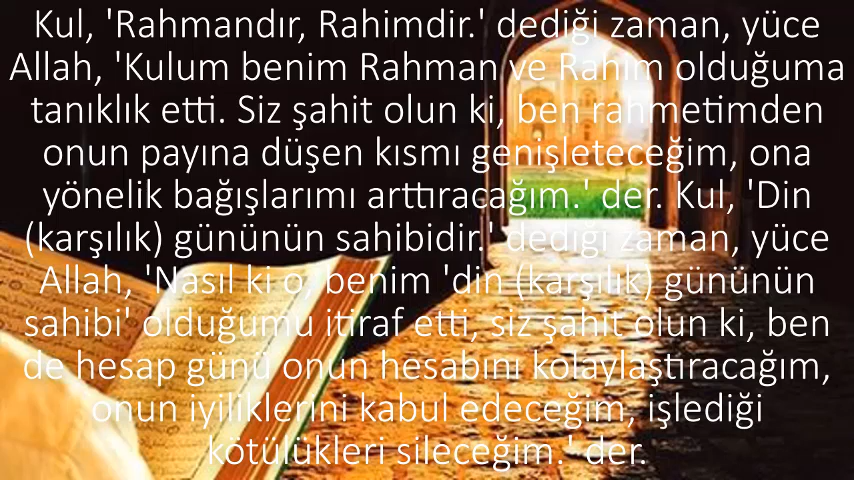 Kul, 'Rahmandır, Rahimdir.' dediği zaman, yüce
Allah, 'Kulum benim Rahman ve Rahim olduğuma
tanıklık etti. Siz şahit olun ki, ben rahmetimden
onun payına düşen kısmı genişleteceğim, ona
yönelik bağışlarımı arttıracağım.' der. Kul, 'Din
(karşılık) gününün sahibidir.' dediği zaman, yüce
Allah, 'Nasıl ki o, benim 'din (karşılık) gününün
sahibi' olduğumu itiraf etti, siz şahit olun ki, ben
de hesap günü onun hesabını kolaylaştıracağım,
onun iyiliklerini kabul edeceğim, işlediği
kötülükleri sileceğim.' der.